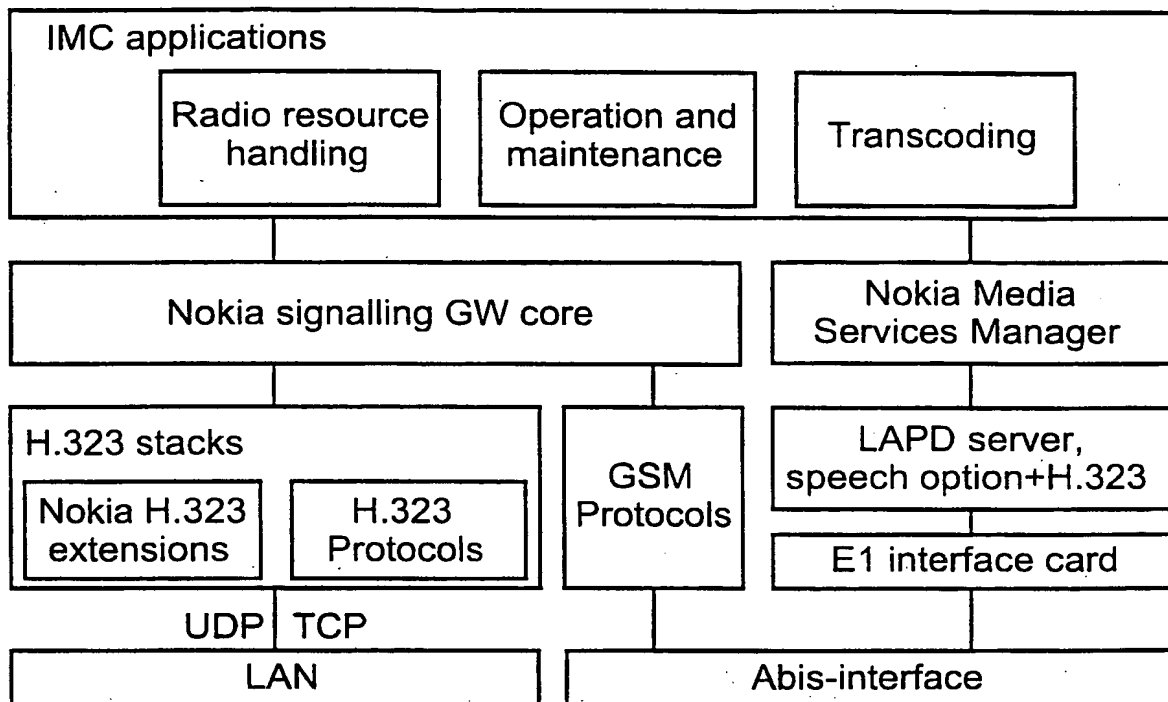 IMC applications
Radio resource
handling
Operation and
maintenance
Transcoding
Nokia signalling GW core
Nokia Media
Services Manager
H.323 stacks
Nokia H.323
extensions
H.323
Protocols
GSM
Protocols
LAPD server,
speech option+H.323
E1 interface card
UDP TCP
LAN
Abis-interface